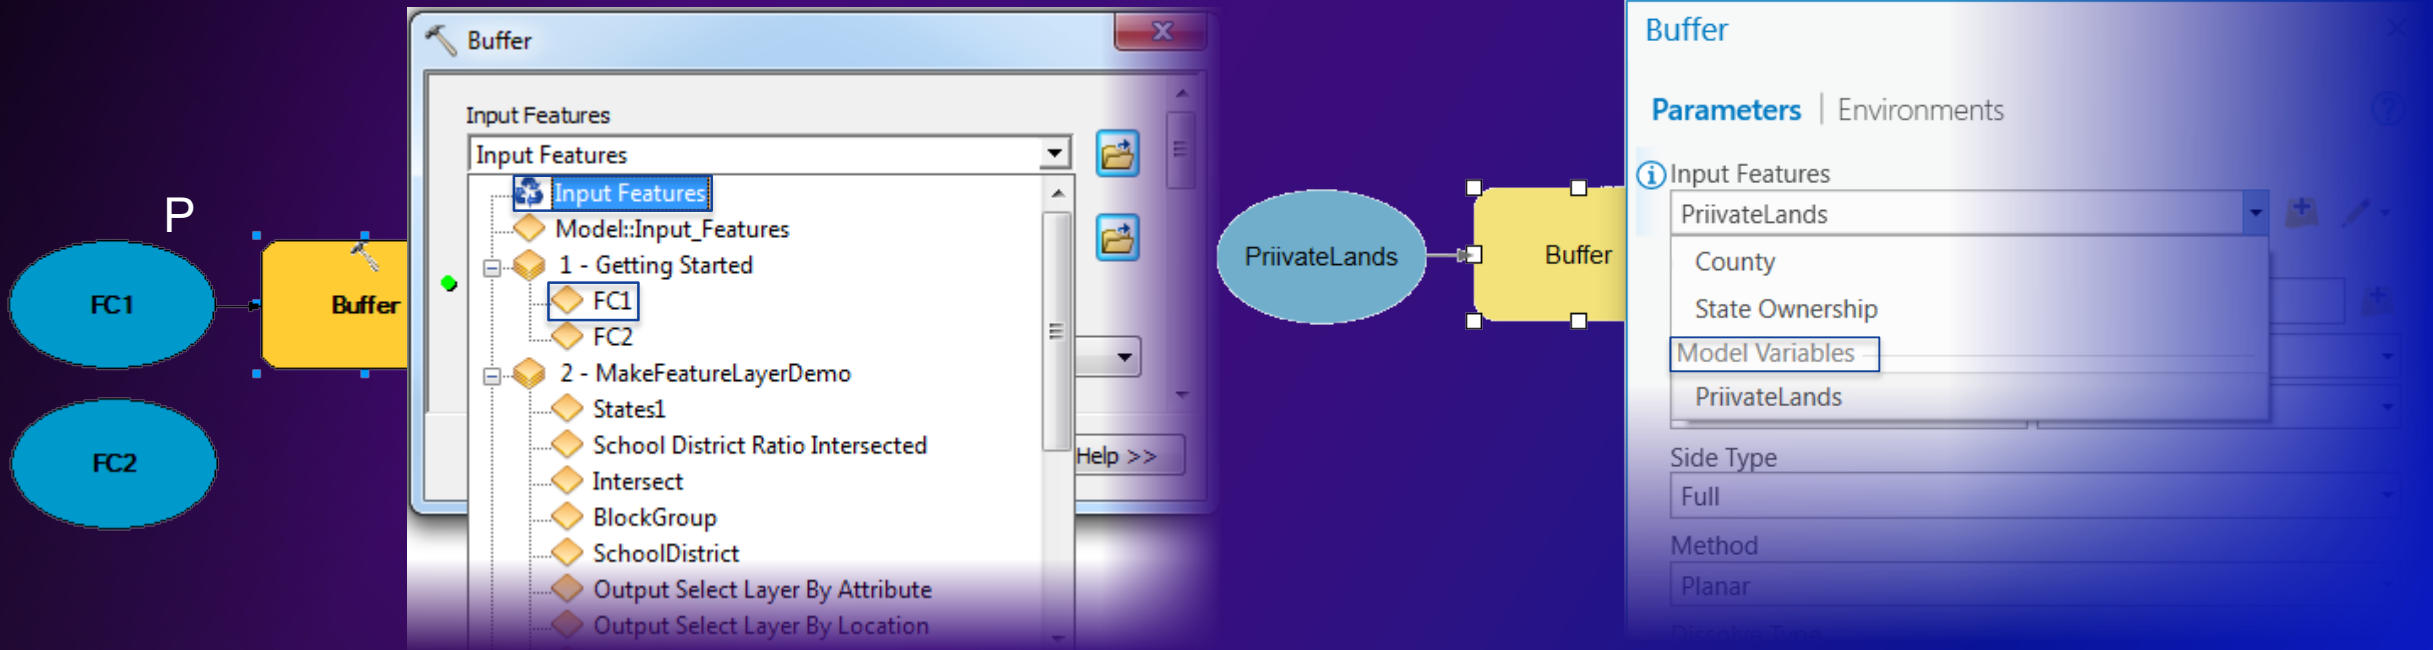 P
FC1
Buffer
FC2
Buffer
Input Features
Input Features
Input Features
Model::Input_Features
1 - Getting Started
FC1
FC2
2 - MakeFeatureLayerDemo
States1
School District Ratio Intersected
Intersect
BlockGroup
SchoolDistrict
Output Select Layer By Attribute
Output Select Layer By Location
Help >>
PriivateLands
Buffer
Buffer
Parameters | Environments
Input Features
PriivateLands
County
State Ownership
Model Variables
PriivateLands
Side Type
Full
Method
Planar
Dissolve Type